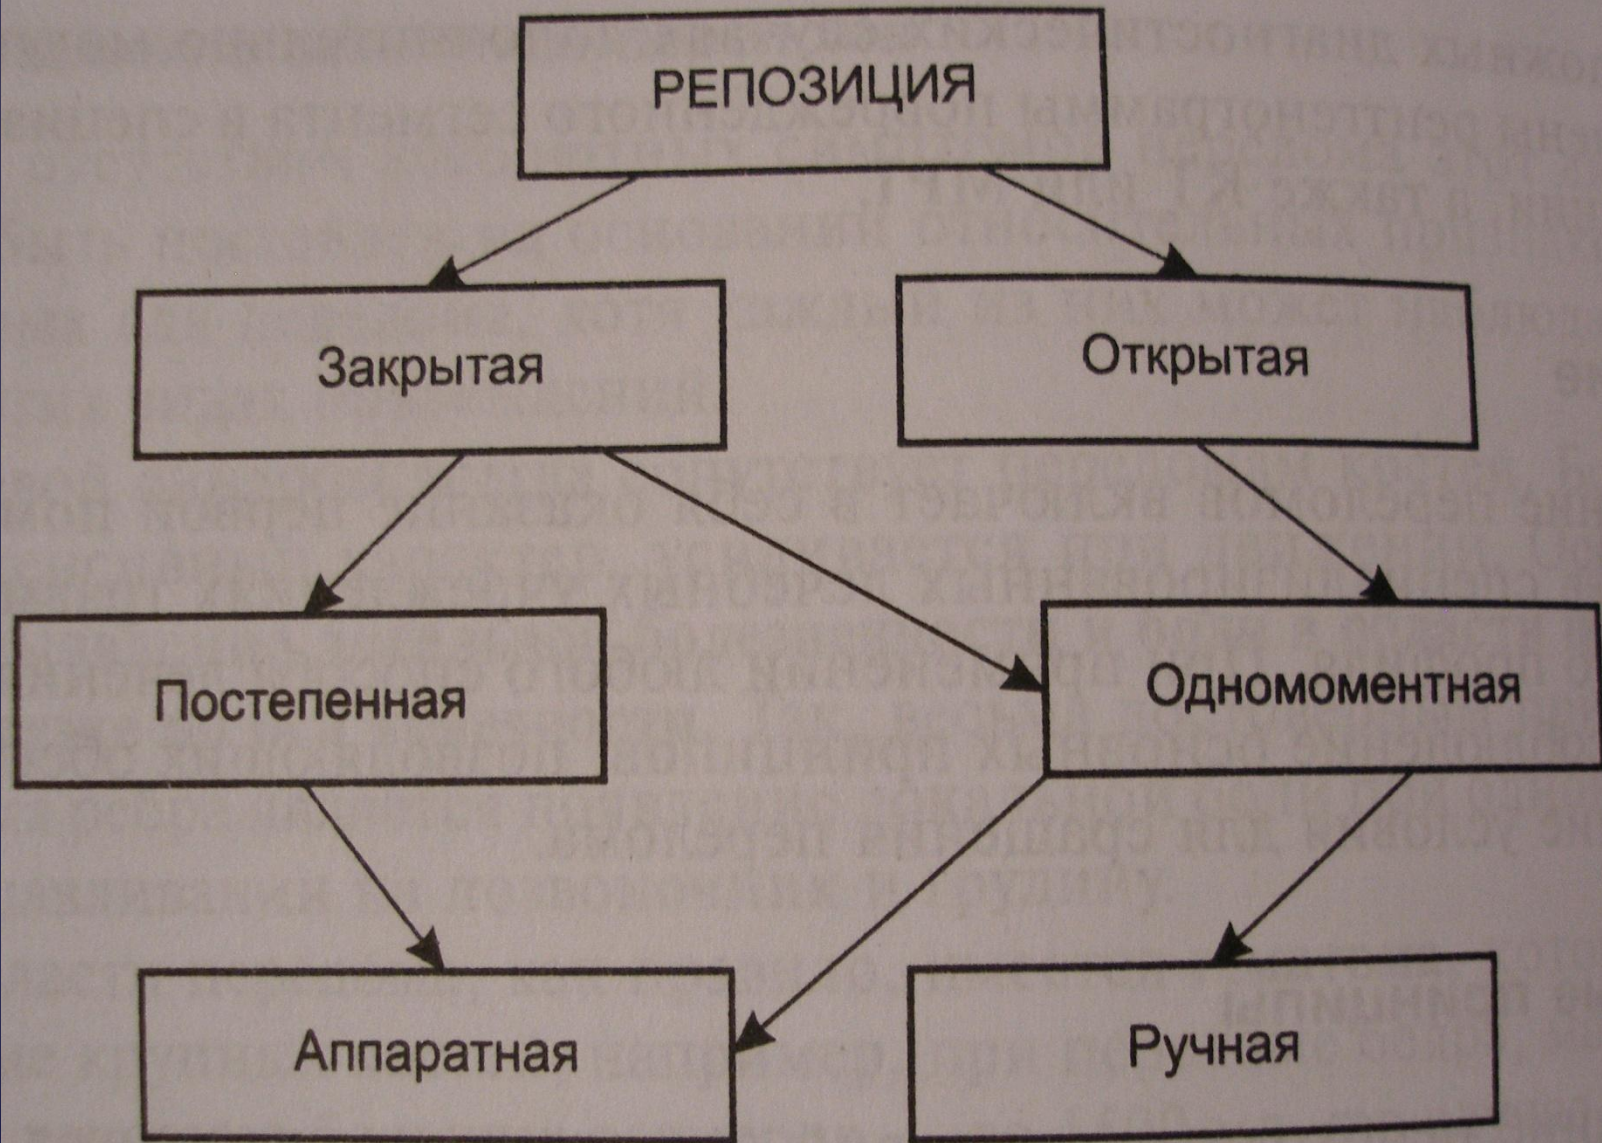 РЕПОЗИЦИЯ
Закрытая
Открытая
Постепенная
Одномоментная
Аппаратная
Ручная